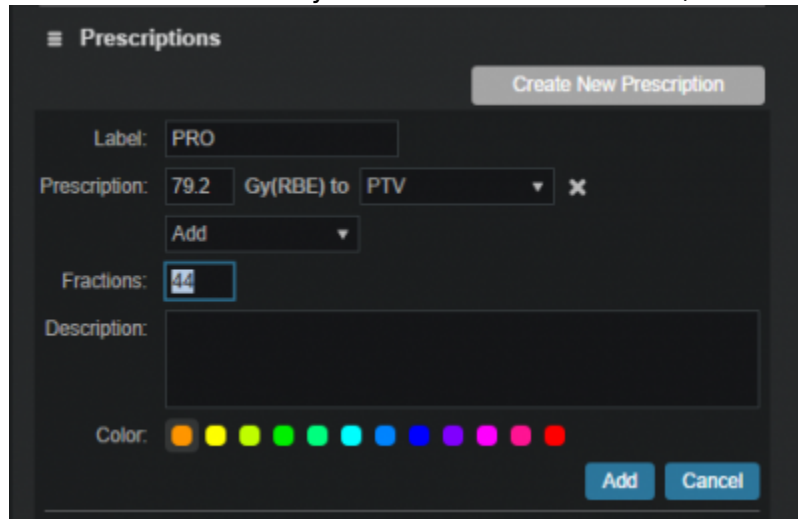 Prescriptions
Create New Prescription
Label: PRO
Prescription: 79.2 Gy(RBE) to PTV
Add
Fractions: 44
Description:
Color:
Add Cancel